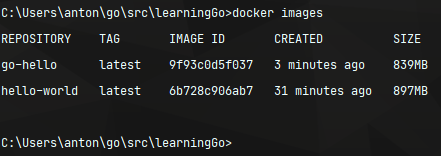 C:\Users\anton\go\src\learningGo>docker images
REPOSITORY TAG IMAGE ID CREATED SIZE
go-hello latest 9f93c0d5f037 3 minutes ago 839MB
hello-world latest 6b728c906ab7 31 minutes ago 897MB
C:\Users\anton\go\src\learningGo>